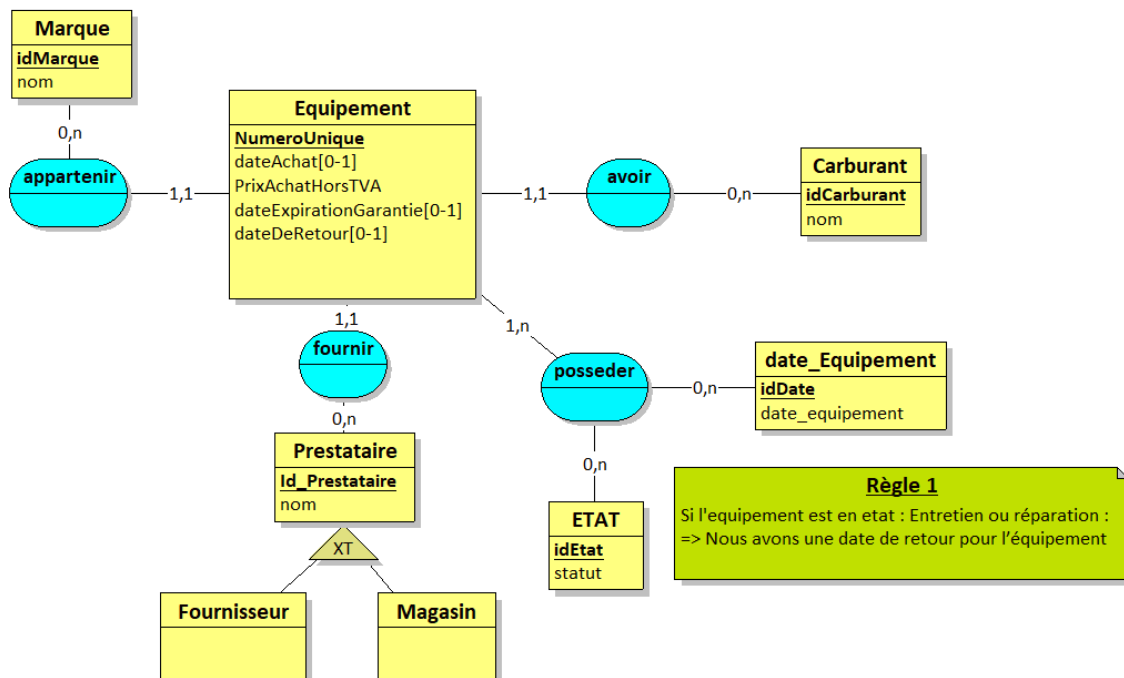 Marque
idMarque
nom
0,n
appartenir
1,1
Equipement
NumeroUnique
dateAchat[0-1]
PrixAchatHorsTVA
dateExpirationGarantie[0-1]
dateDeRetour[0-1]
1,1
avoir
0,n
Carburant
idCarburant
nom
1,1
fournir
0,n
Prestataire
Id_Prestataire
nom
XT
Fournisseur
Magasin
1,n
posseder
0,n
date_Equipement
idDate
date_equipement
0,n
ETAT
idEtat
statut
Règle 1
Si l'equipement est en etat : Entretien ou réparation :
=> Nous avons une date de retour pour l’équipement